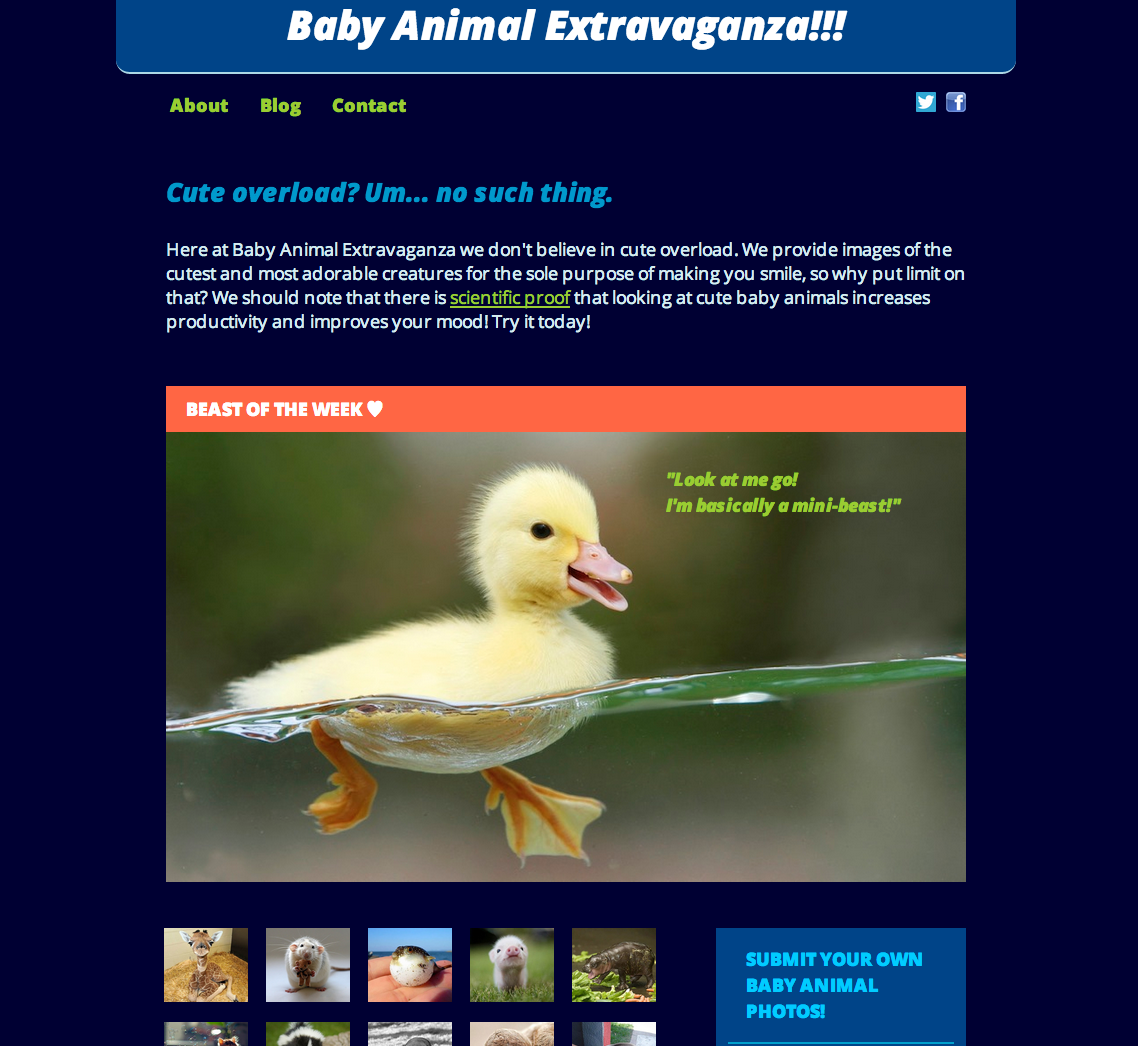 Baby Animal Extravaganza!!!
About Blog Contact
Cute overload? Um... no such thing.
Here at Baby Animal Extravaganza we don't believe in cute overload. We provide images of the
cutest and most adorable creatures for the sole purpose of making you smile, so why put limit on
that? We should note that there is scientific proof that looking at cute baby animals increases
productivity and improves your mood! Try it today!
BEAST OF THE WEEK ♥
"Look at me go!
I'm basically a mini-beast!"
SUBMIT YOUR OWN
BABY ANIMAL
PHOTOS!